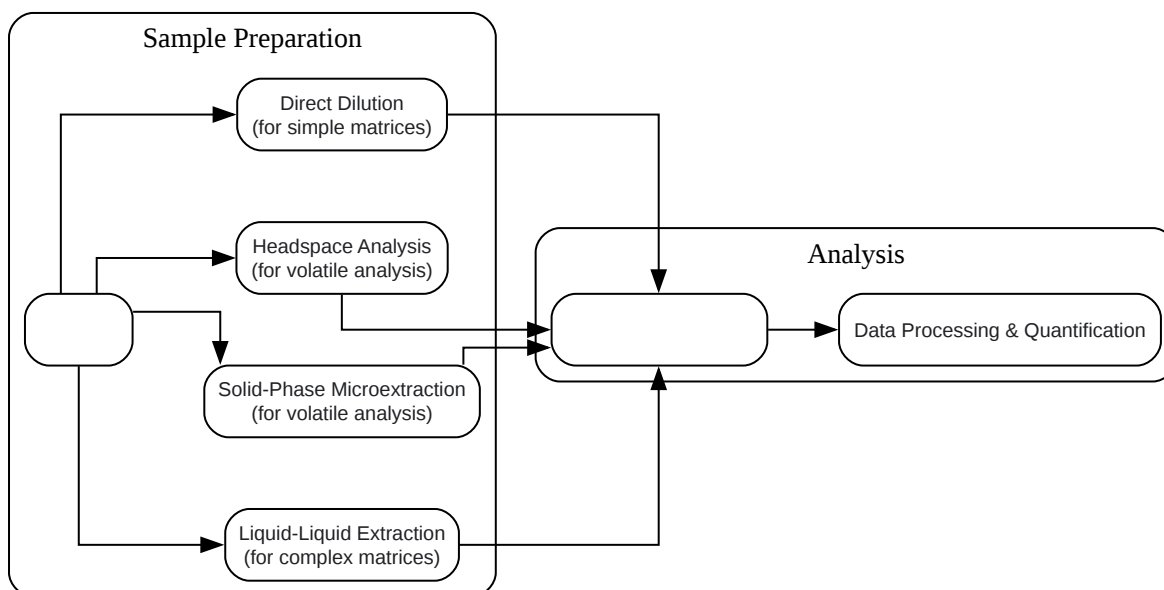 Sample Preparation
Direct Dilution
(for simple matrices)
Headspace Analysis
(for volatile analysis)
Solid-Phase Microextraction
(for volatile analysis)
Liquid-Liquid Extraction
(for complex matrices)
Analysis
Data Processing & Quantification